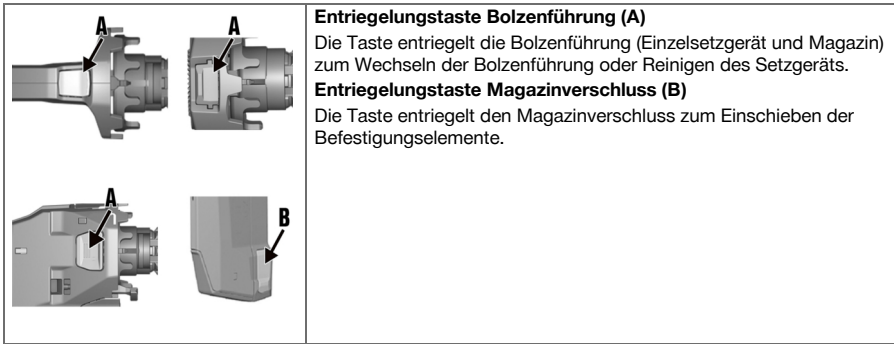 A
A
A
B
Entriegelungstaste Bolzenführung (A)
Die Taste entriegelt die Bolzenführung (Einzelsetzgerät und Magazin)
zum Wechseln der Bolzenführung oder Reinigen des Setzgeräts.
Entriegelungstaste Magazinverschluss (B)
Die Taste entriegelt den Magazinverschluss zum Einschieben der
Befestigungselemente.